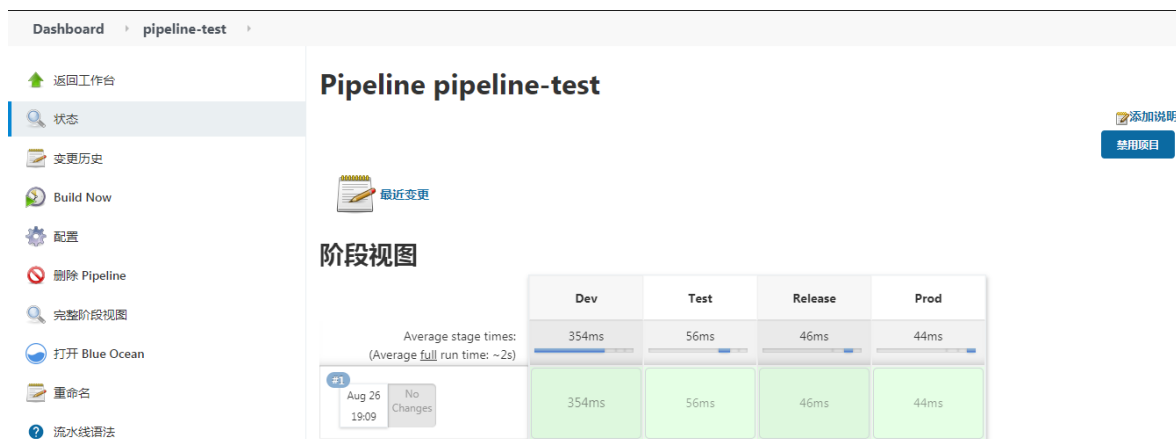 Dashboard pipeline-test
返回工作台
状态
变更历史
Build Now
配置
删除 Pipeline
完整阶段视图
打开 Blue Ocean
重命名
流水线语法
Pipeline pipeline-test
添加说明
禁用项目
最近变更
阶段视图
Dev Test Release Prod
Average stage times: 354ms 56ms 46ms 44ms
(Average full run time: ~2s)
#1
Aug 26 No
19:09 Changes
354ms 56ms 46ms 44ms